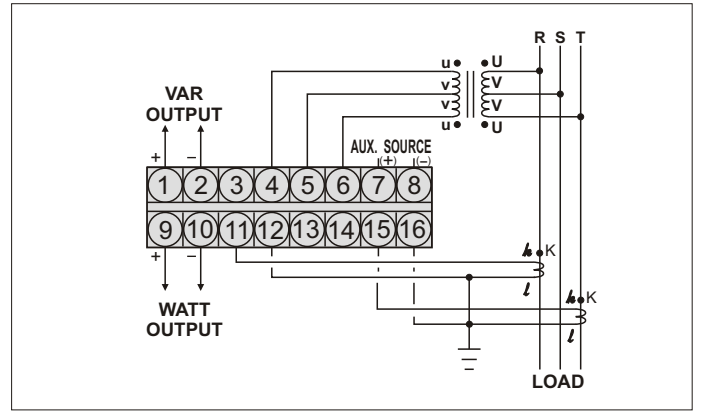 R S T
u U
v V
v V
u U
VAR
OUTPUT
AUX. SOURCE
+ − (+) (−)
1 2 3 4 5 6 7 8
9 10 11 12 13 14 15 16
+ −
WATT
OUTPUT
k K
l
k K
l
LOAD